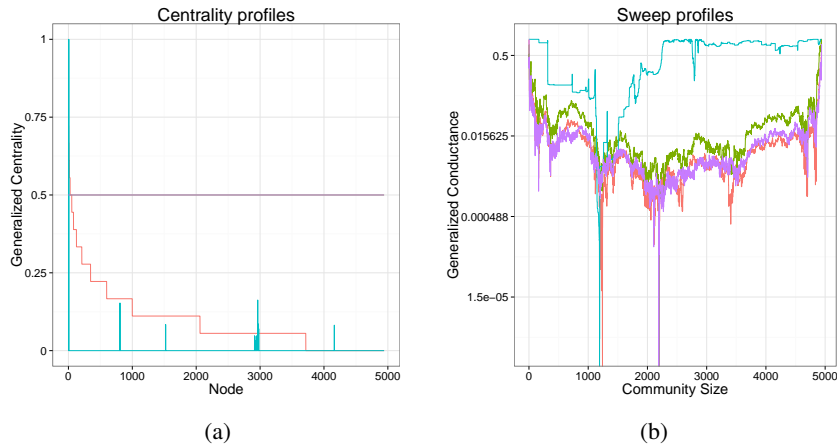 Centrality profiles
Generalized Centrality
1
0.75
0.5
0.25
0
0 1000 2000 3000 4000 5000
Node
(a)
Sweep profiles
Generalized Conductance
0.5
0.015625
0.000488
1.5e−05
0 1000 2000 3000 4000 5000
Community Size
(b)